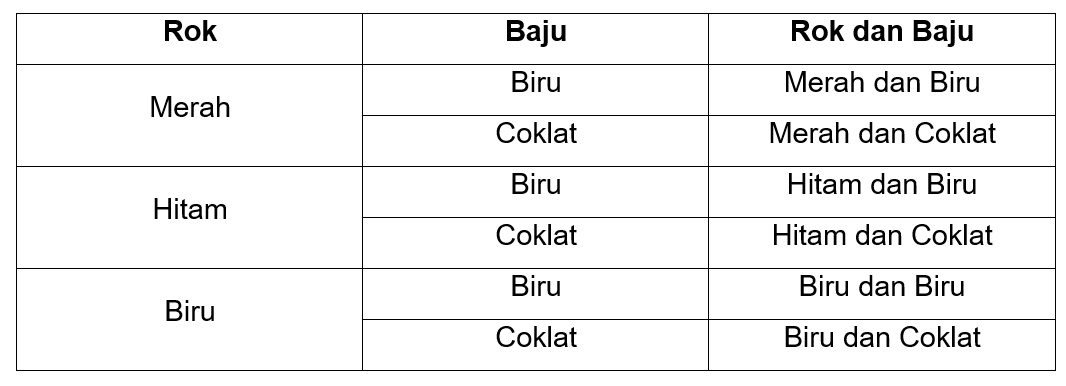 Rok Baju Rok dan Baju
Merah Biru Merah dan Biru
Coklat Merah dan Coklat
Hitam Biru Hitam dan Biru
Coklat Hitam dan Coklat
Biru Biru Biru dan Biru
Coklat Biru dan Coklat